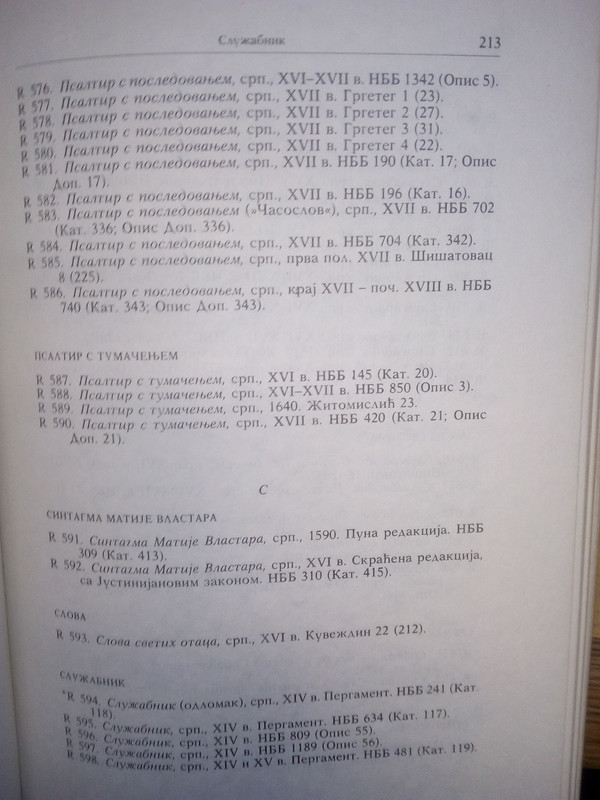 Службник 213
R 576. Псалтир с последовањем, срп., XVI–XVII в. НББ 1342 (Опис 5).
R 577. Псалтир с последовањем, срп., XVII в. Гргетег 1 (23).
R 578. Псалтир с последовањем, срп., XVII в. Гргетег 2 (27).
R 579. Псалтир с последовањем, срп., XVII в. Гргетег 3 (31).
R 580. Псалтир с последовањем, срп., XVII в. Гргетег 4 (22).
R 581. Псалтир с последовањем, срп., XVII в. НББ 190 (Кат. 17; Опис
Доп. 17).
R 582. Псалтир с последовањем, срп., XVII в. НББ 196 (Кат. 16).
R 583. Псалтир с последовањем (»Часослов«), срп., XVII в. НББ 702
(Кат. 336; Опис Доп. 336).
R 584. Псалтир с последовањем, срп., XVII в. НББ 704 (Кат. 342).
R 585. Псалтир с последовањем, срп., прва пол. XVII в. Шишатовац
8 (225).
R 586. Псалтир с последовањем, срп., крај XVII – поч. XVIII в. НББ
740 (Кат. 343; Опис Доп. 343).
ПСАЛТИР С ТУМАЧЕЊЕМ
R 587. Псалтир с тумачењем, срп., XVI в. НББ 145 (Кат. 20).
R 588. Псалтир с тумачењем, срп., XVI–XVII в. НББ 850 (Опис 3).
R 589. Псалтир с тумачењем, срп., 1640. Житомислић 23.
R 590. Псалтир с тумачењем, срп., XVII в. НББ 420 (Кат. 21; Опис
Доп. 21).
С
СИНТАГМА МАТИЈЕ ВЛАСТАРА
R 591. Синтагма Матије Властара, срп., 1590. Пуна редакција. НББ
309 (Кат. 413).
R 592. Синтагма Матије Властара, срп., XVI в. Скраћена редакција,
са Јустинијановим законом. НББ 310 (Кат. 415).
СЛОВА
R 593. Слова светих отаца, срп., XVI в. Кувеждин 22 (212).
СЛУЖАБНИК
*R 594. Служабник (одломак), срп., XIV в. Пергамент. НББ 241 (Кат.
118).
R 595. Служабник, срп., XIV в. Пергамент. НББ 634 (Кат. 117).
R 596. Служабник, срп., XIV в. НББ 809 (Опис 55).
R 597. Служабник, срп., XIV в. НББ 1189 (Опис 56).
R 598. Служабник, срп., XIV и XV в. Пергамент. НББ 481 (Кат. 119).